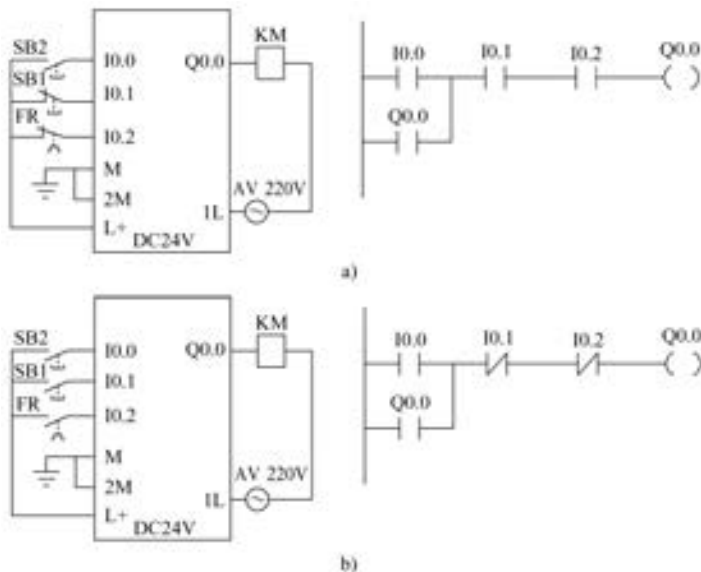 SB2
I0.0
SB1
I0.1
FR
I0.2
M
2M
L+
DC24V
Q0.0
KM
AV 220V
1L
I0.0
I0.1
I0.2
Q0.0
Q0.0
a)
SB2
I0.0
SB1
I0.1
FR
I0.2
M
2M
L+
DC24V
Q0.0
KM
AV 220V
1L
I0.0
I0.1
I0.2
Q0.0
Q0.0
b)